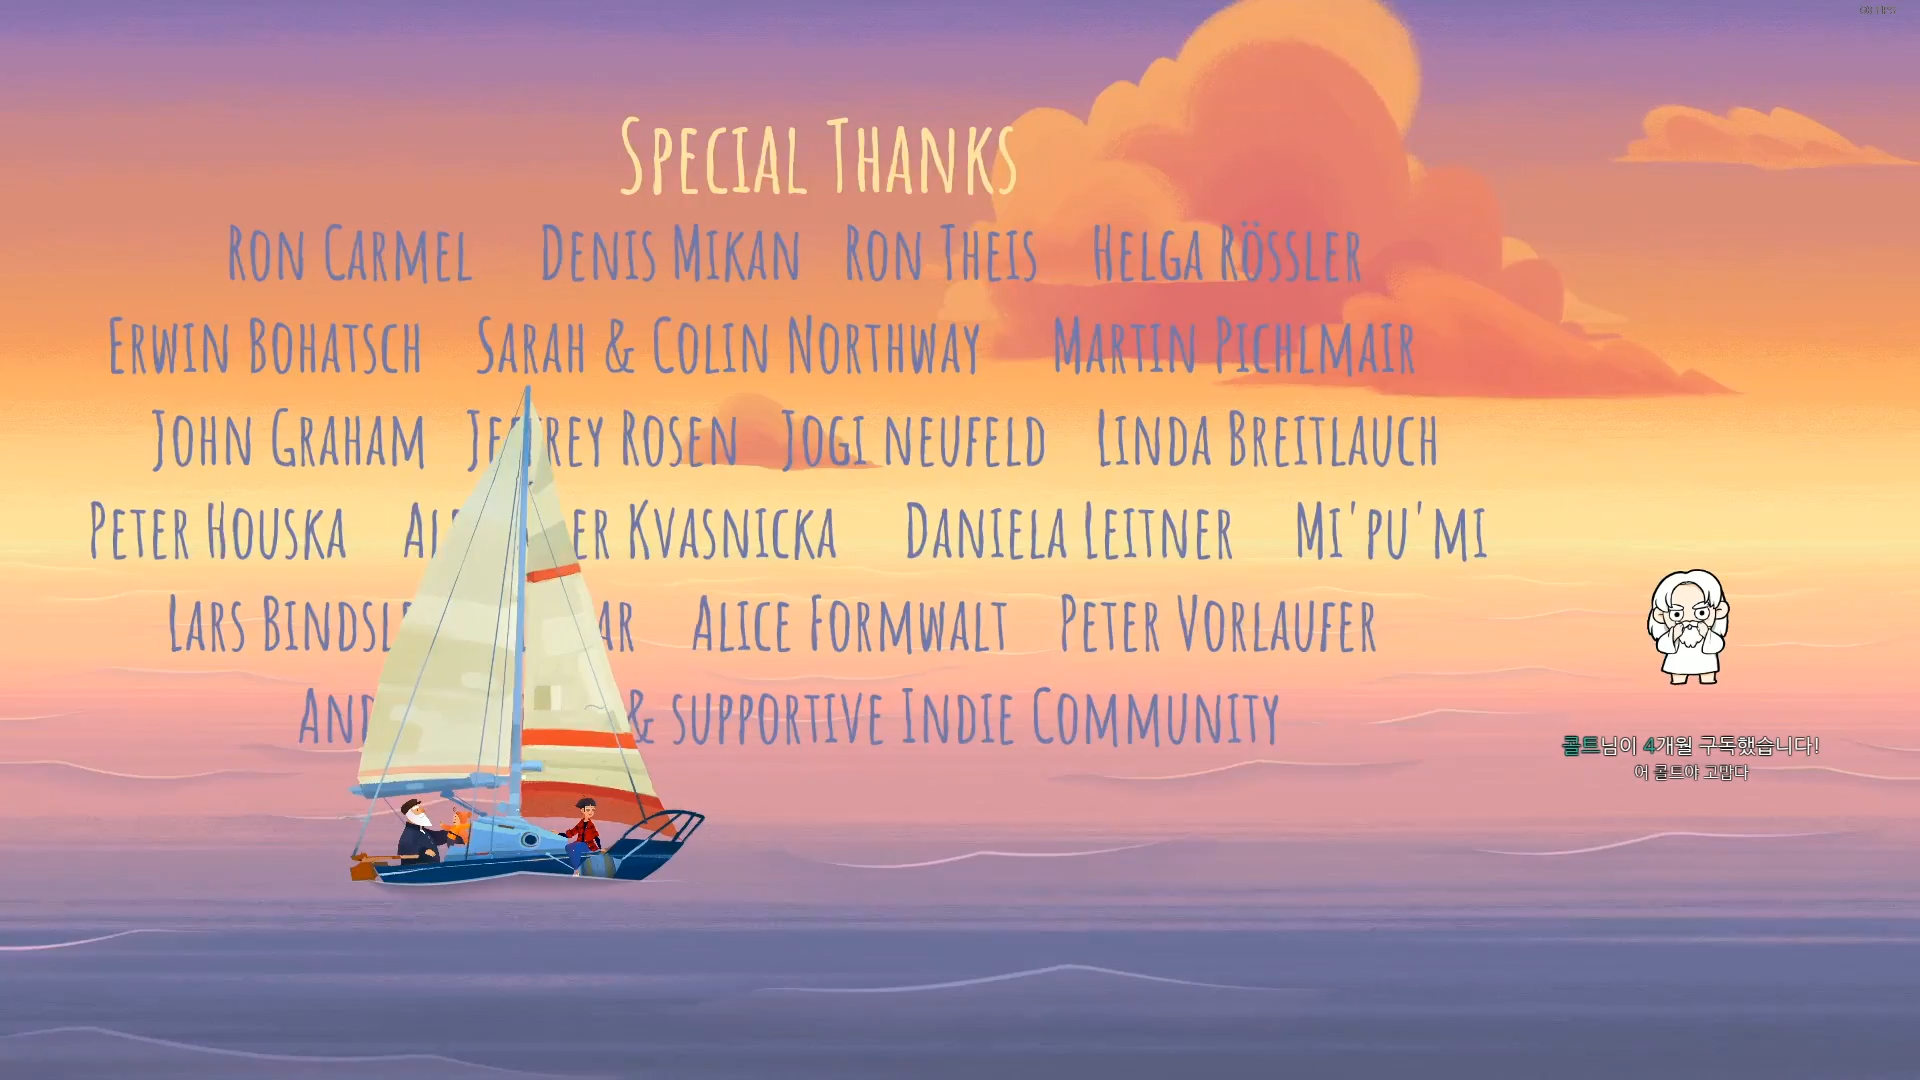 Special Thanks
Ron Carmel Denis Mikan Ron Theis Helga Rössler
Erwin Bohatsch Sarah & Colin Northway Martin Pichlmair
John Graham Rosen Jogi Neufeld Linda Breitlauch
Peter Houska Kvasnicka Daniela Leitner Mi'pu'mi
Lars Alice Formwalt Peter Vorlaufer
And & supportive Indie Community
콜트님이 4개월 구독했습니다!
어 콜트야 고맙다